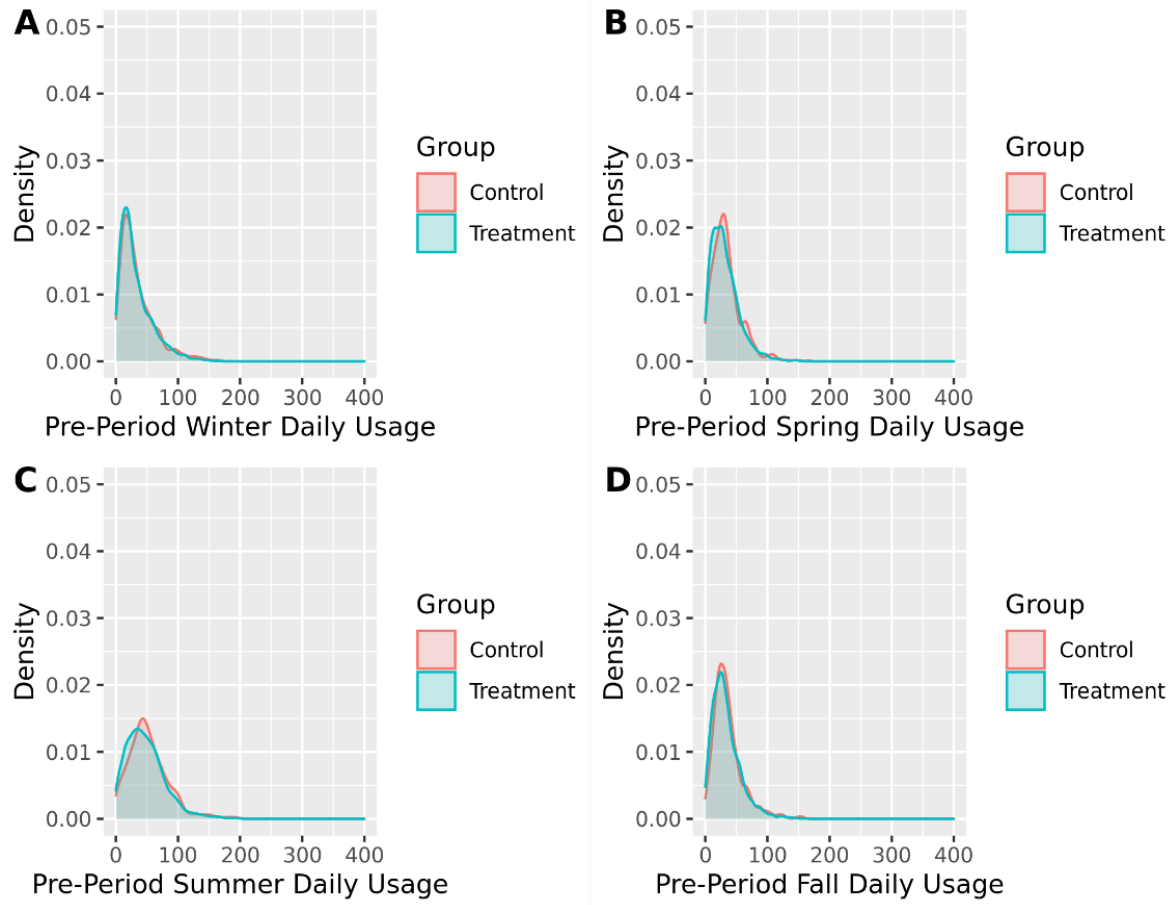 A
0.05
0.04
0.03
0.02
0.01
0.00
Density
0 100 200 300 400
Pre-Period Winter Daily Usage
Group
Control
Treatment
B
0.05
0.04
0.03
0.02
0.01
0.00
Density
0 100 200 300 400
Pre-Period Spring Daily Usage
Group
Control
Treatment
C
0.05
0.04
0.03
0.02
0.01
0.00
Density
0 100 200 300 400
Pre-Period Summer Daily Usage
Group
Control
Treatment
D
0.05
0.04
0.03
0.02
0.01
0.00
Density
0 100 200 300 400
Pre-Period Fall Daily Usage
Group
Control
Treatment